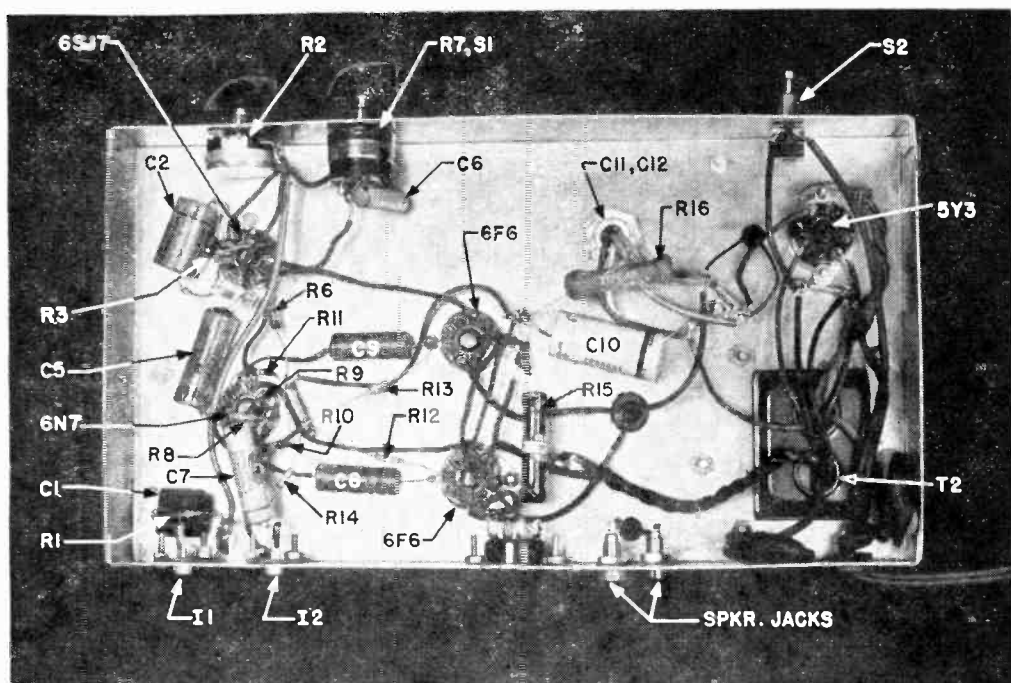 6SJ7
R2
R7, S1
S2
C2
C6
C11, C12
R16
5Y3
6F6
R3
R6
R11
C9
C10
C5
R9
R13
R15
R12
6N7
R10
R8
C7
C8
T2
C1
R14
R1
6F6
I1
I2
SPKR. JACKS